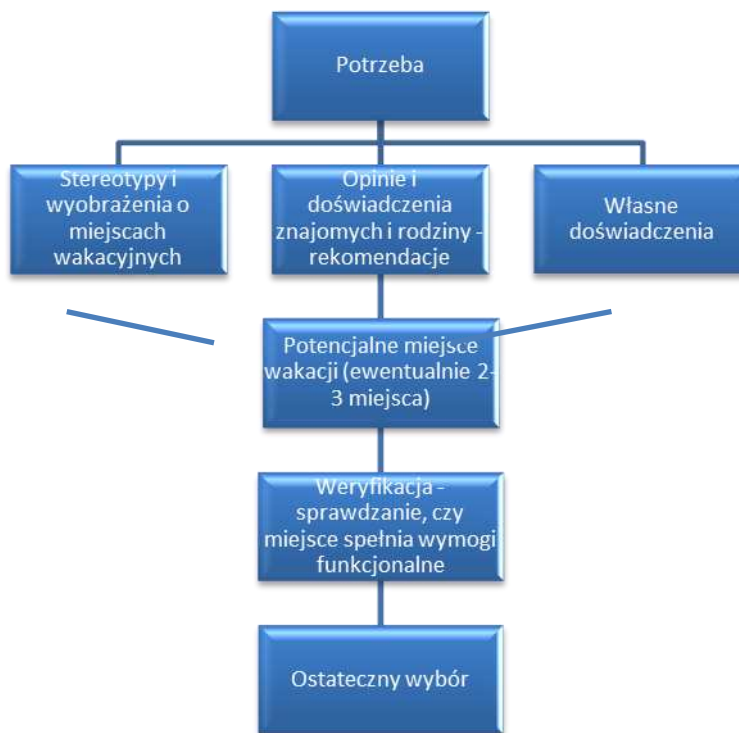 Potrzeba
Stereotypy i
wyobrażenia o
miejscach
wakacyjnych
Opinie i
doświadczenia
znajomych i rodziny -
rekomendacje
Własne
doświadczenia
Potencjalne miejsce
wakacji (ewentualnie 2-
3 miejsca)
Weryfikacja -
sprawdzanie, czy
miejsce spełnia wymogi
funkcjonalne
Ostateczny wybór